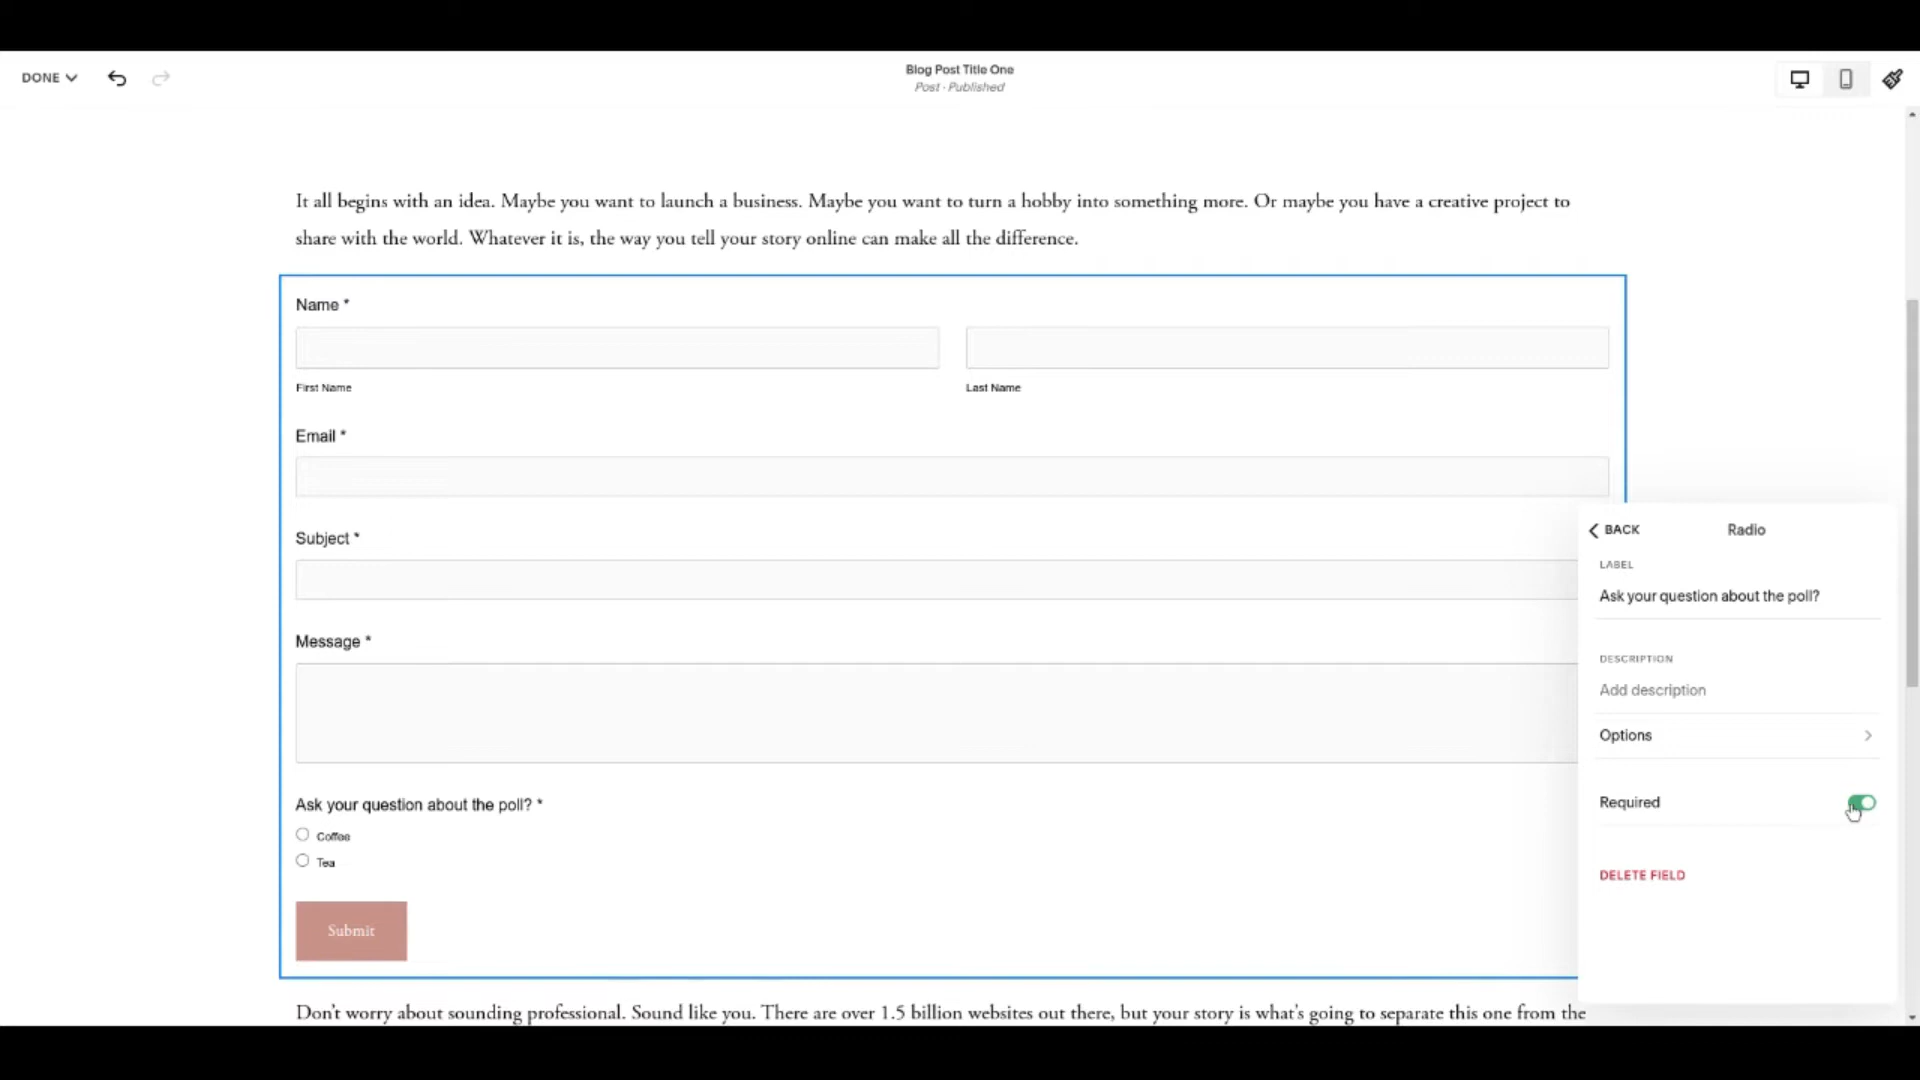 DONE
Blog Post Title One
Post · Published
It all begins with an idea. Maybe you want to launch a business. Maybe you want to turn a hobby into something more. Or maybe you have a creative project to
share with the world. Whatever it is, the way you tell your story online can make all the difference.
Name *
First Name
Last Name
Email *
Subject *
Message *
Ask your question about the poll? *
Coffee
Tea
Submit
Don't worry about sounding professional. Sound like you. There are over 1.5 billion websites out there, but your story is what's going to separate this one from the
BACK
Radio
LABEL
Ask your question about the poll?
DESCRIPTION
Add description
Options
Required
DELETE FIELD